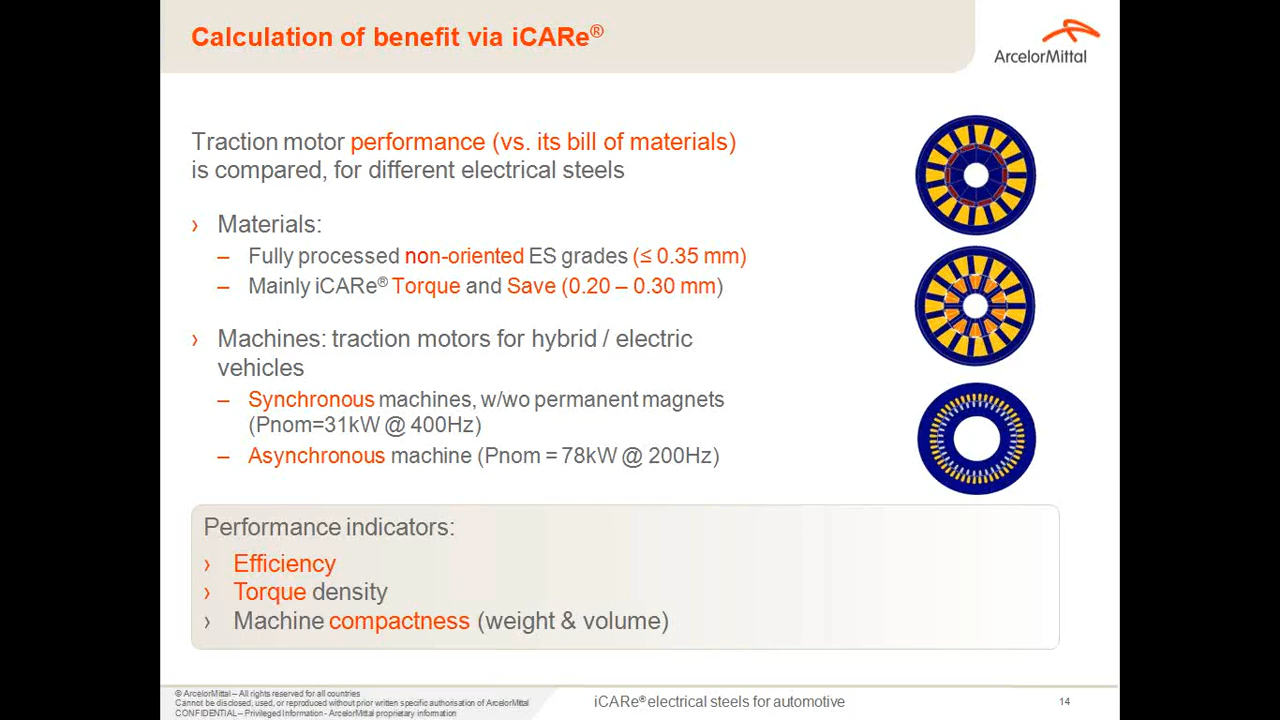 Calculation of benefit via iCARe®
ArcelorMittal
Traction motor performance (vs. its bill of materials)
is compared, for different electrical steels
› Materials:
– Fully processed non-oriented ES grades (≤ 0.35 mm)
– Mainly iCARe® Torque and Save (0.20 – 0.30 mm)
› Machines: traction motors for hybrid / electric
vehicles
– Synchronous machines, w/wo permanent magnets
(Pnom=31kW @ 400Hz)
– Asynchronous machine (Pnom = 78kW @ 200Hz)
Performance indicators:
› Efficiency
› Torque density
› Machine compactness (weight & volume)
© ArcelorMittal – All rights reserved for all countries
Cannot be disclosed, used, or reproduced without prior written specific authorisation of ArcelorMittal
CONFIDENTIAL – Privileged Information - ArcelorMittal proprietary information
iCARe® electrical steels for automotive
14